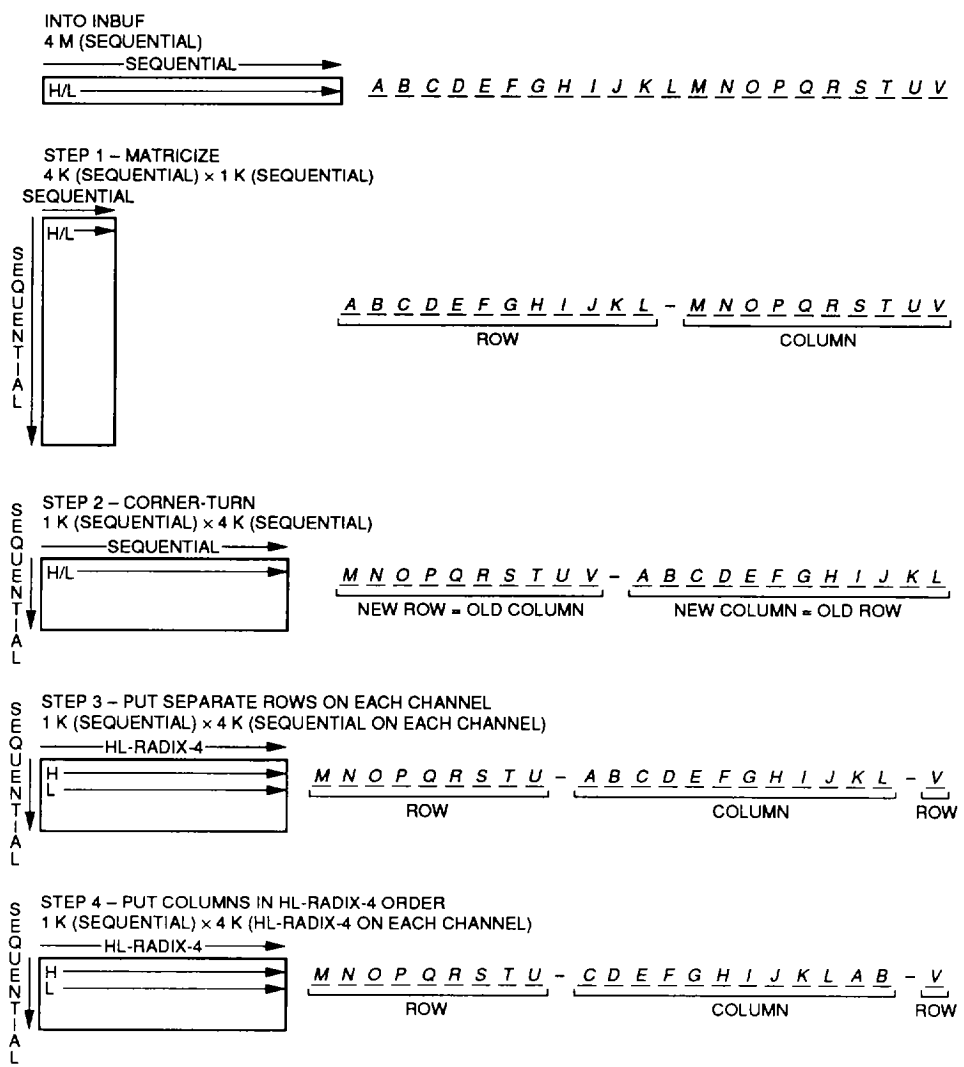 INTO INBUF
4 M (SEQUENTIAL)
SEQUENTIAL
H/L
A B C D E F G H I J K L M N O P Q R S T U V
STEP 1 – MATRICIZE
4 K (SEQUENTIAL) × 1 K (SEQUENTIAL)
SEQUENTIAL
H/L
SEQUENTIAL
A B C D E F G H I J K L – M N O P Q R S T U V
ROW COLUMN
STEP 2 – CORNER-TURN
1 K (SEQUENTIAL) × 4 K (SEQUENTIAL)
SEQUENTIAL
SEQUENTIAL
H/L
M N O P Q R S T U V – A B C D E F G H I J K L
NEW ROW = OLD COLUMN NEW COLUMN = OLD ROW
STEP 3 – PUT SEPARATE ROWS ON EACH CHANNEL
1 K (SEQUENTIAL) × 4 K (SEQUENTIAL ON EACH CHANNEL)
SEQUENTIAL
HL-RADIX-4
H
L
M N O P Q R S T U – A B C D E F G H I J K L – V
ROW COLUMN ROW
STEP 4 – PUT COLUMNS IN HL-RADIX-4 ORDER
1 K (SEQUENTIAL) × 4 K (HL-RADIX-4 ON EACH CHANNEL)
SEQUENTIAL
HL-RADIX-4
H
L
M N O P Q R S T U – C D E F G H I J K L A B – V
ROW COLUMN ROW